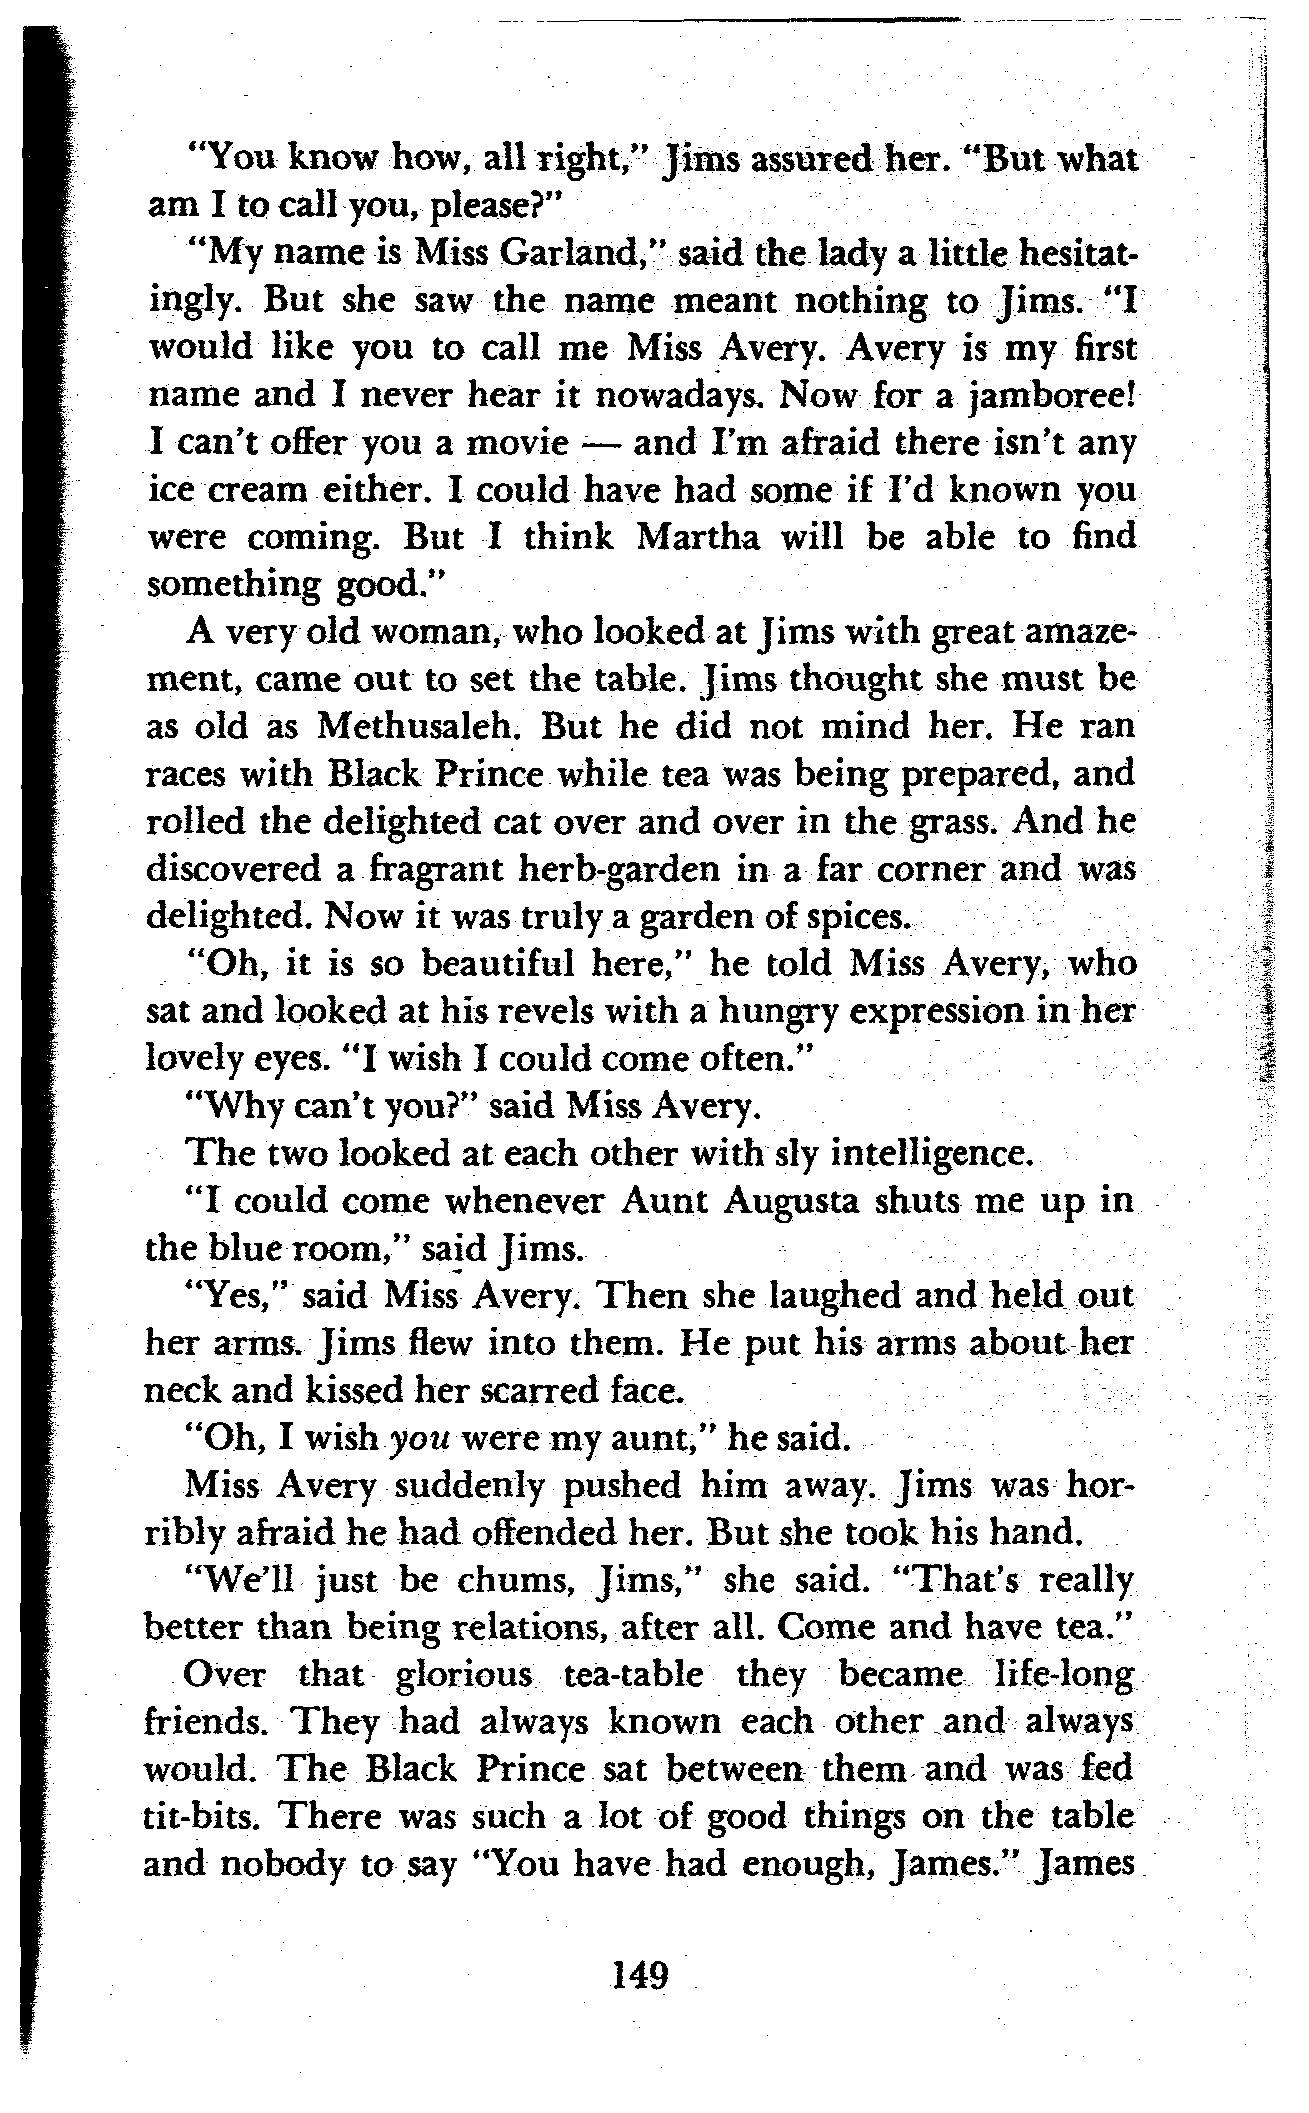 “You know how, all right,” Jims assured her. “But what
am I to call you, please?”
“My name is Miss Garland,” said the lady a little hesitat-
ingly. But she saw the name meant nothing to Jims. “I
would like you to call me Miss Avery. Avery is my first
name and I never hear it nowadays. Now for a jamboree!
I can’t offer you a movie — and I’m afraid there isn’t any
ice cream either. I could have had some if I’d known you
were coming. But I think Martha will be able to find
something good.”
A very old woman, who looked at Jims with great amaze-
ment, came out to set the table. Jims thought she must be
as old as Methusaleh. But he did not mind her. He ran
races with Black Prince while tea was being prepared, and
rolled the delighted cat over and over in the grass. And he
discovered a fragrant herb-garden in a far corner and was
delighted. Now it was truly a garden of spices.
“Oh, it is so beautiful here,” he told Miss Avery, who
sat and looked at his revels with a hungry expression in her
lovely eyes. “I wish I could come often.”
“Why can’t you?” said Miss Avery.
The two looked at each other with sly intelligence.
“I could come whenever Aunt Augusta shuts me up in
the blue room,” said Jims.
“Yes,” said Miss Avery. Then she laughed and held out
her arms. Jims flew into them. He put his arms about her
neck and kissed her scarred face.
“Oh, I wish you were my aunt,” he said.
Miss Avery suddenly pushed him away. Jims was hor-
ribly afraid he had offended her. But she took his hand.
“We’ll just be chums, Jims,” she said. “That’s really
better than being relations, after all. Come and have tea.”
Over that glorious tea-table they became life-long
friends. They had always known each other and always
would. The Black Prince sat between them and was fed
tit-bits. There was such a lot of good things on the table
and nobody to say “You have had enough, James.” James
149